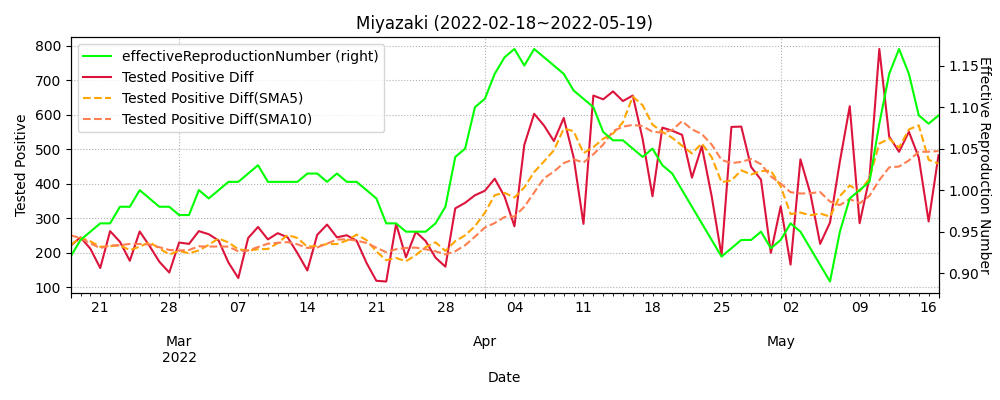 Miyazaki (2022-02-18~2022-05-19)
effectiveReproductionNumber (right)
Tested Positive Diff
Tested Positive Diff(SMA5)
Tested Positive Diff(SMA10)
Tested Positive
800
700
600
500
400
300
200
100
1.15
1.10
1.05
1.00
0.95
0.90
Effective Reproduction Number
21 28 07 14 21 28 04 11 18 25 02 09 16
Mar Apr May
2022
Date